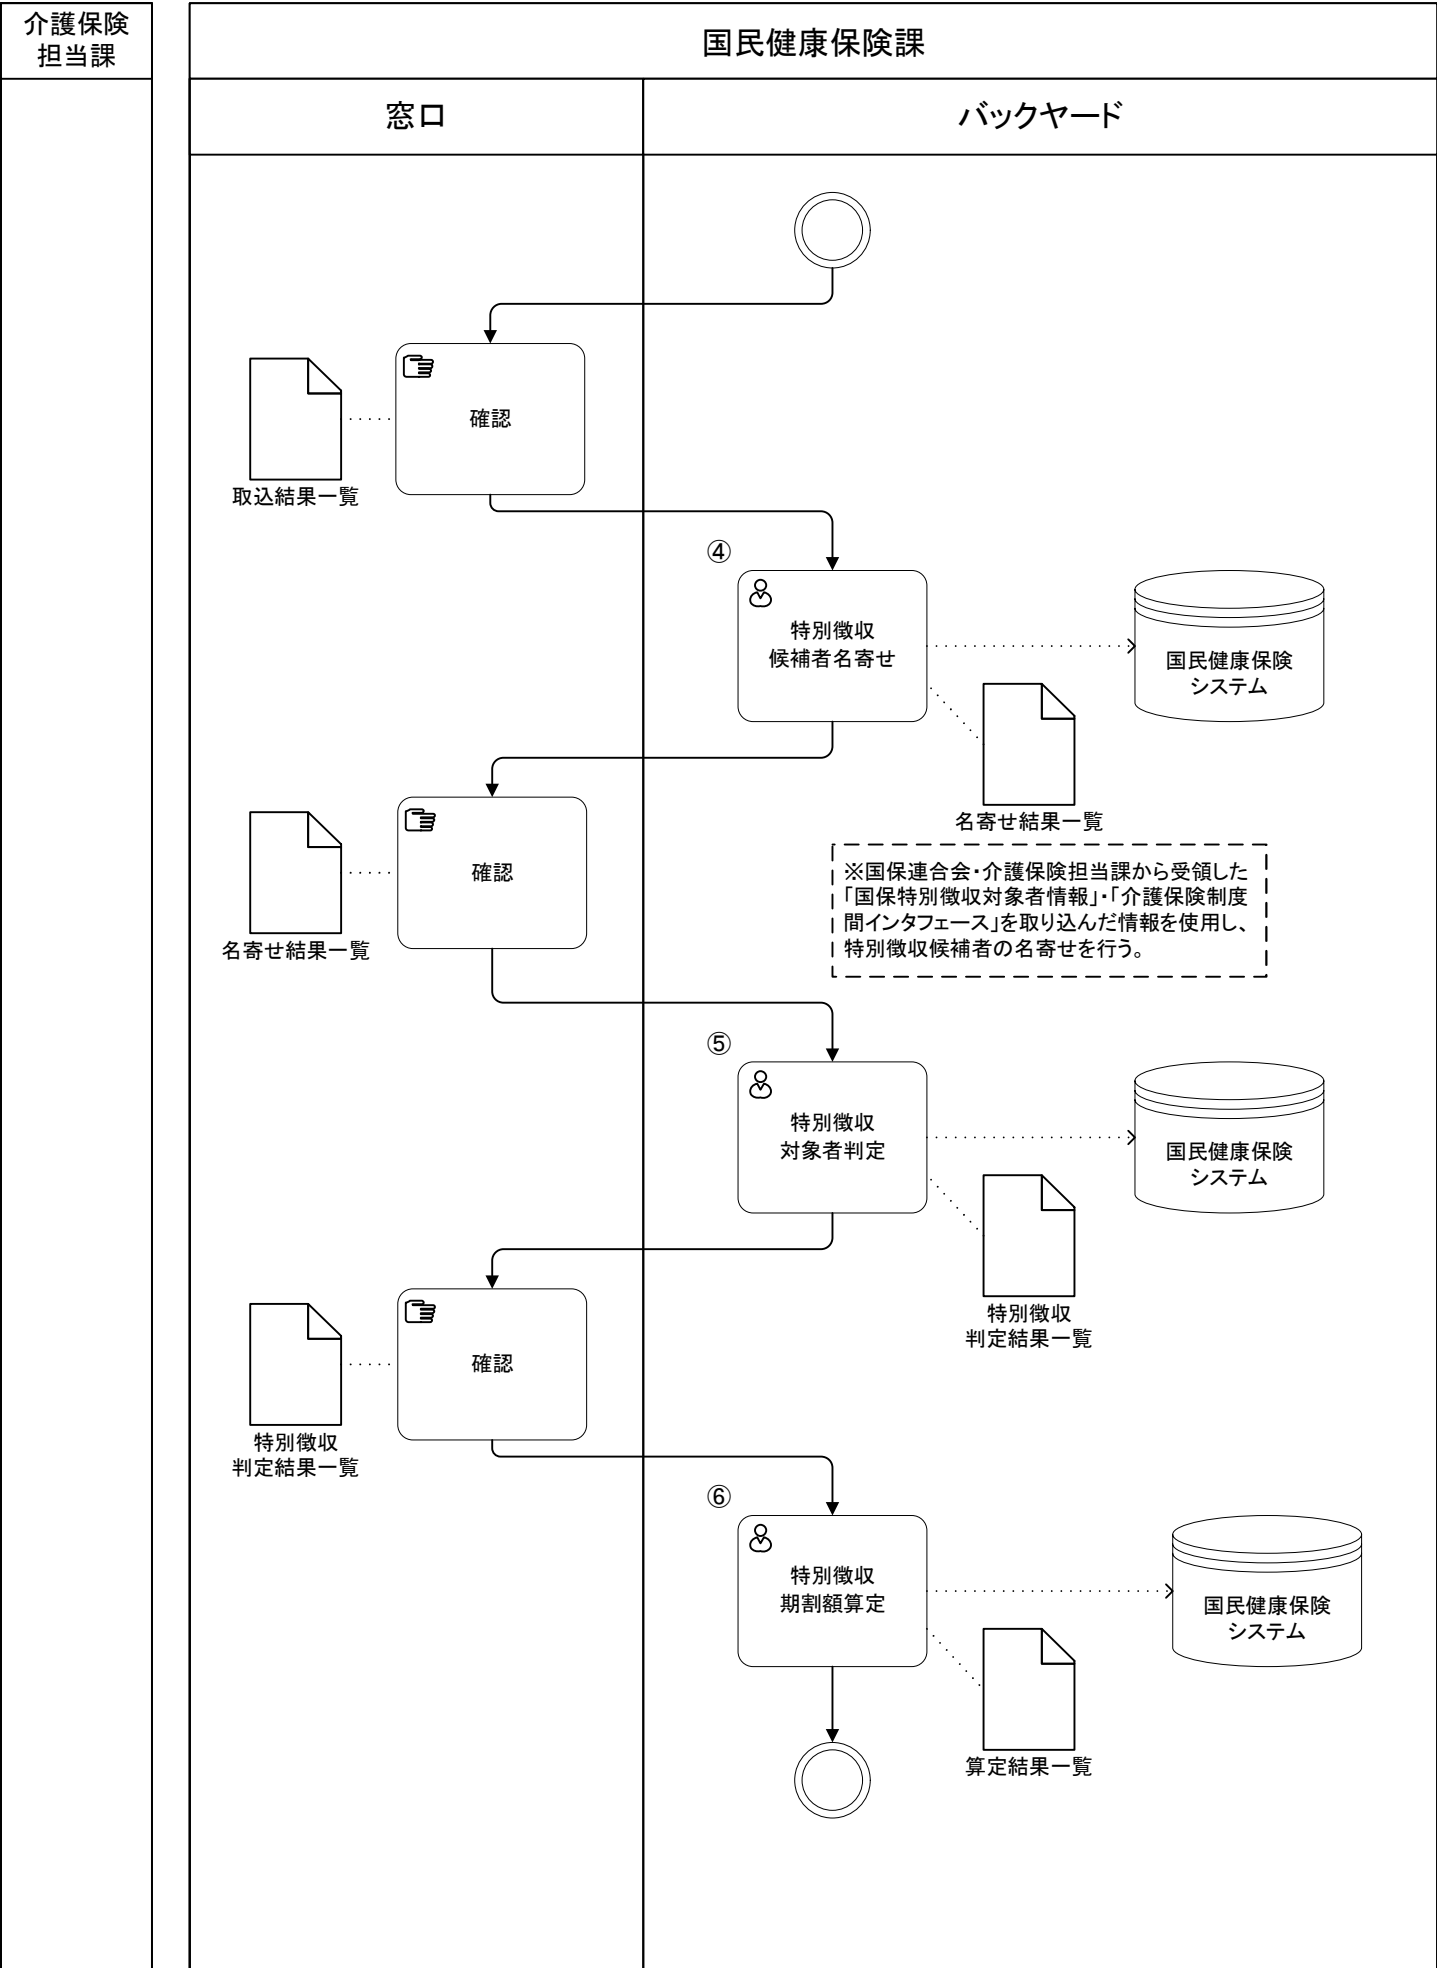 介護保険
担当課
国民健康保険課
窓口
バックヤード
確認
取込結果一覧
④
特別徴収
候補者名寄せ
国民健康保険
システム
名寄せ結果一覧
確認
名寄せ結果一覧
※国保連合会・介護保険担当課から受領した
「国保特別徴収対象者情報」・「介護保険制度
間インタフェース」を取り込んだ情報を使用し、
特別徴収候補者の名寄せを行う。
⑤
特別徴収
対象者判定
国民健康保険
システム
特別徴収
判定結果一覧
確認
特別徴収
判定結果一覧
⑥
特別徴収
期割額算定
国民健康保険
システム
算定結果一覧